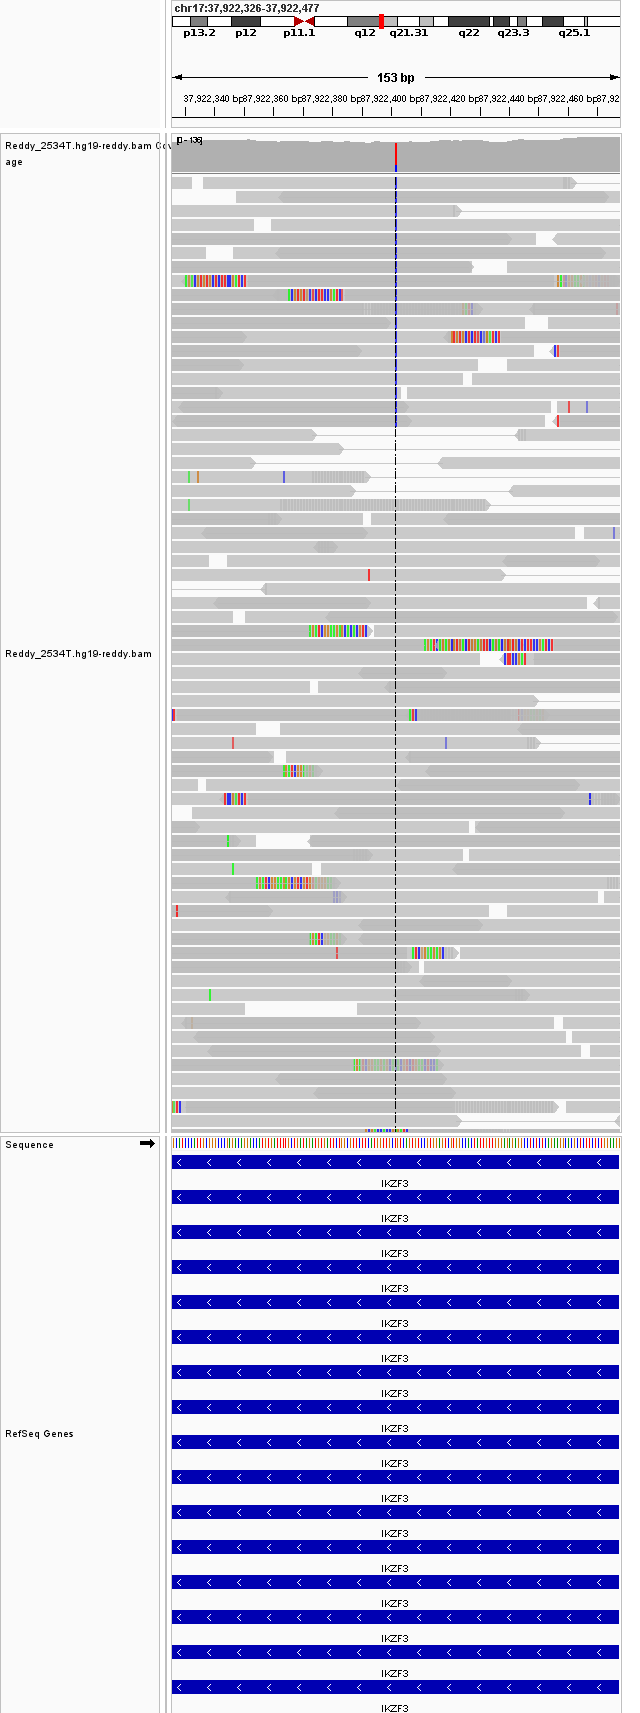 chr17:37,922,326-37,922,477
p13.2 p12 p11.1 q12 q21.31 q22 q23.3 q25.1
153 bp
37,922,340 bp 37,922,360 bp 37,922,380 bp 37,922,400 bp 37,922,420 bp 37,922,440 bp 37,922,460 bp 37,92
[0 - 136]
Reddy_2534T.hg19-reddy.bam Cov
age
Reddy_2534T.hg19-reddy.bam
Sequence
IKZF3
IKZF3
IKZF3
IKZF3
IKZF3
IKZF3
IKZF3
RefSeq Genes
IKZF3
IKZF3
IKZF3
IKZF3
IKZF3
IKZF3
IKZF3
IKZF3
IKZF3